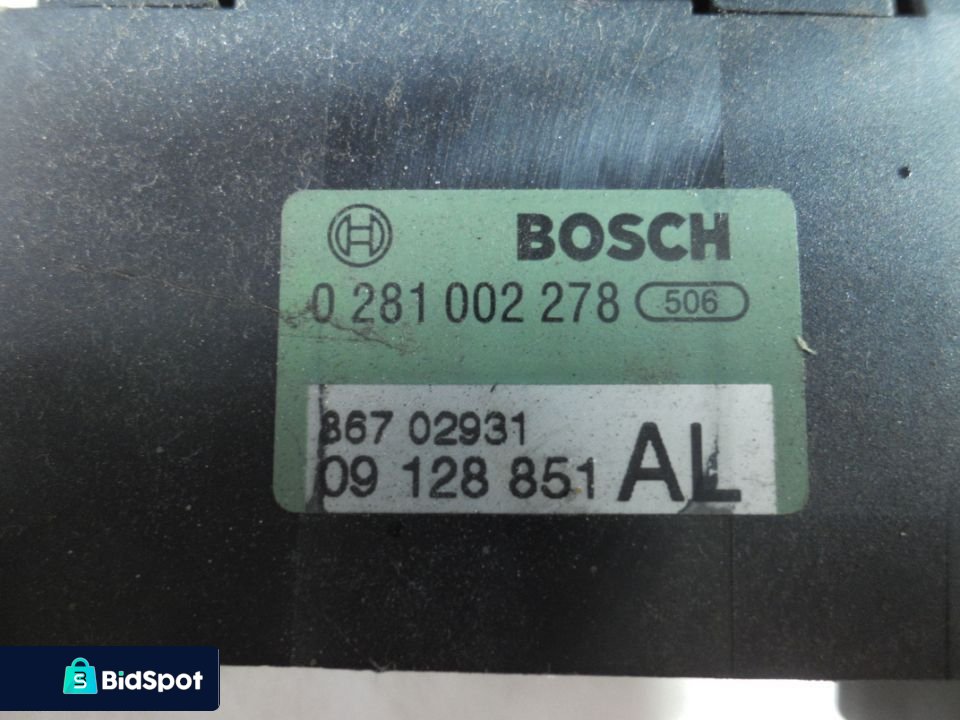 BOSCH
0 281 002 278 506
867 02931
09 128 851 AL
BidSpot